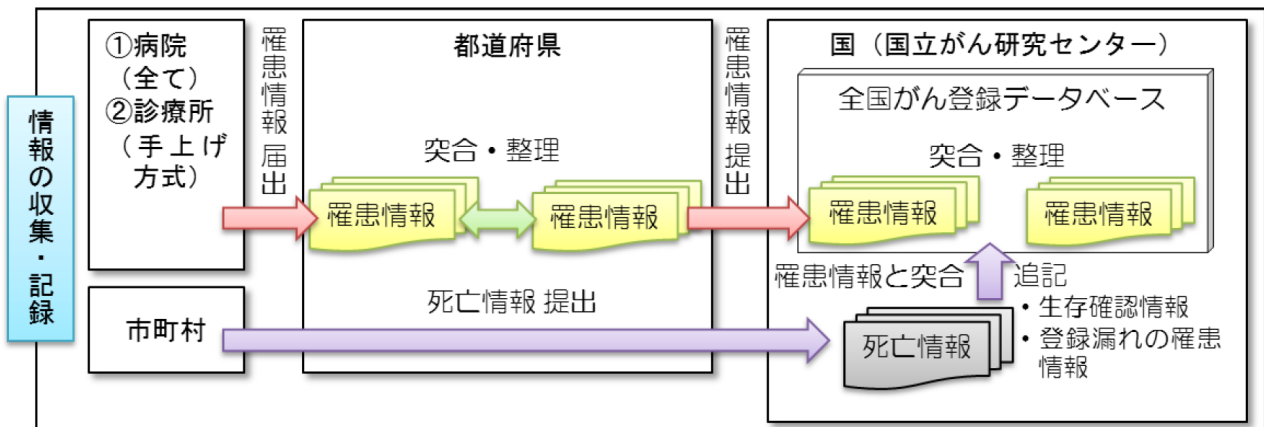 情報の収集・記録
①病院
(全て)
②診療所
(手上げ
方式)
市町村
罹患情報 届出
都道府県
突合・整理
罹患情報
罹患情報
死亡情報 提出
罹患情報 提出
国(国立がん研究センター)
全国がん登録データベース
突合・整理
罹患情報
罹患情報
罹患情報と突合
追記
・生存確認情報
・登録漏れの罹患
情報
死亡情報